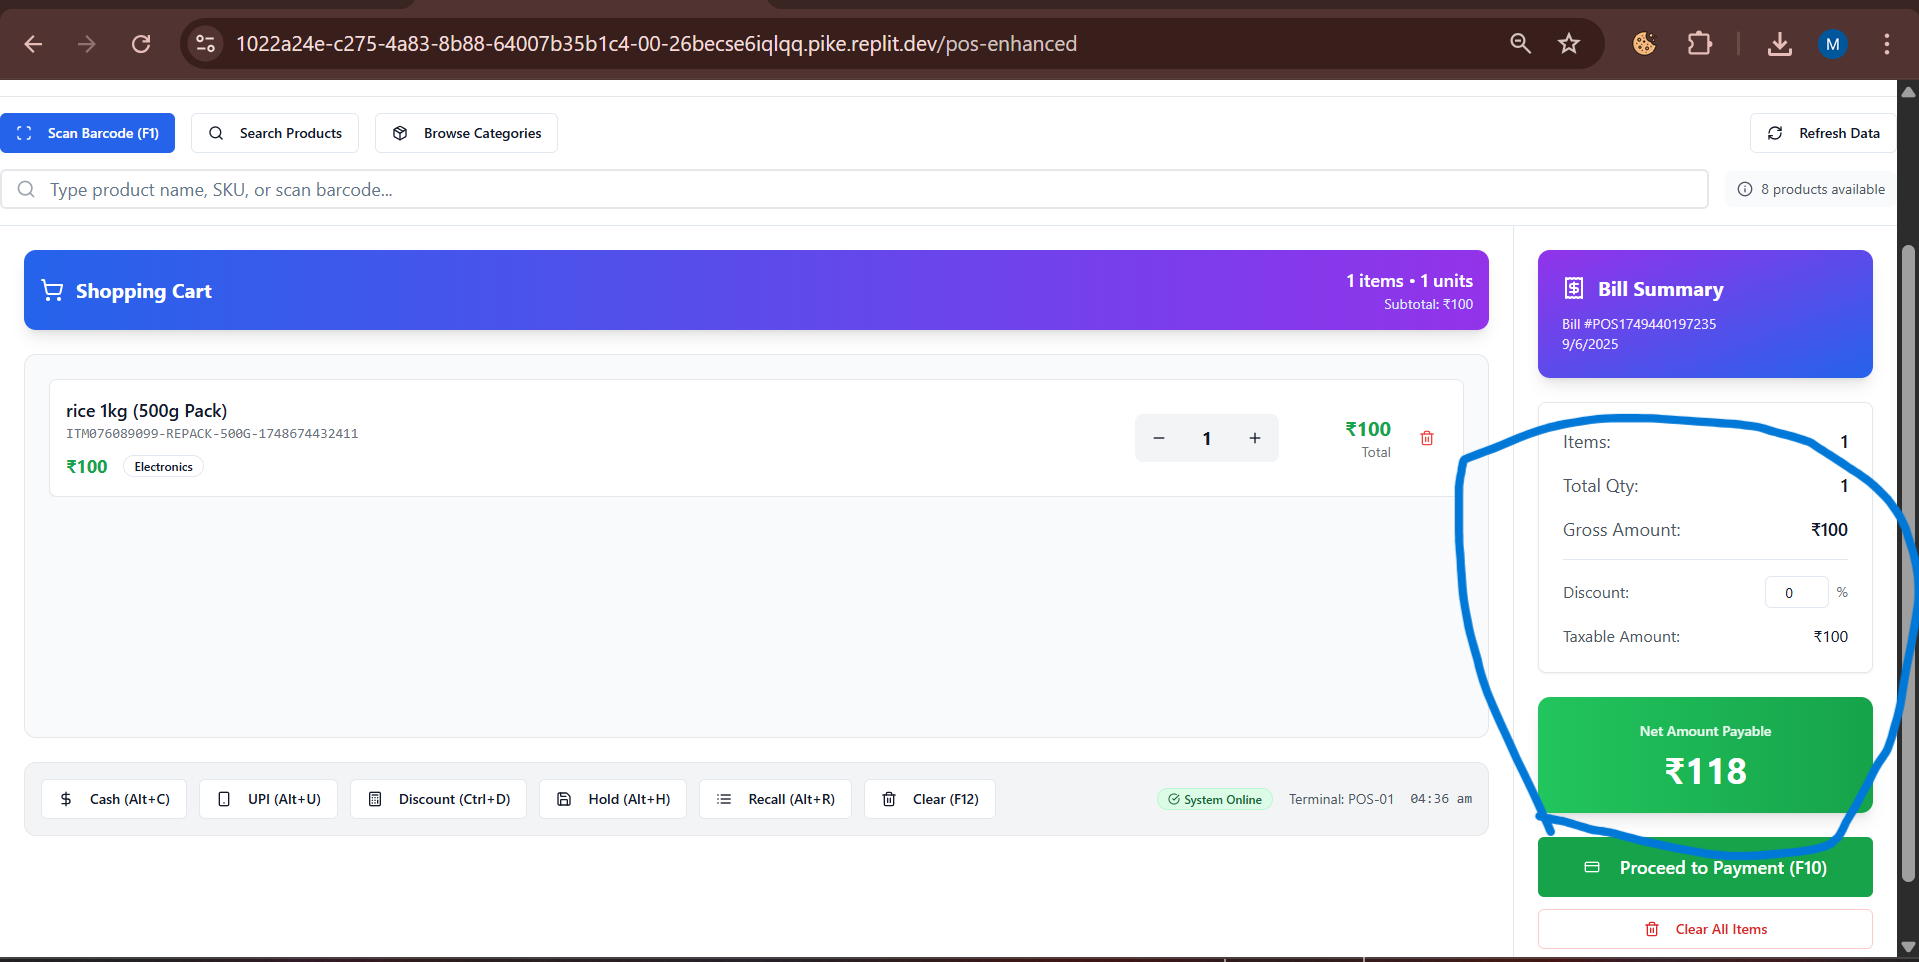 1022a24e-c275-4a83-8b88-64007b35b1c4-00-26becse6iqlqq.pike.replit.dev/pos-enhanced
M
Scan Barcode (F1)
Search Products
Browse Categories
Refresh Data
Type product name, SKU, or scan barcode...
8 products available
Shopping Cart
1 items • 1 units
Subtotal: ₹100
rice 1kg (500g Pack)
ITM076089099-REPACK-500G-1748674432411
₹100
Electronics
1
₹100
Total
Cash (Alt+C)
UPI (Alt+U)
Discount (Ctrl+D)
Hold (Alt+H)
Recall (Alt+R)
Clear (F12)
System Online
Terminal: POS-01
04:36 am
Bill Summary
Bill #POS1749440197235
9/6/2025
Items: 1
Total Qty: 1
Gross Amount: ₹100
Discount: 0 %
Taxable Amount: ₹100
Net Amount Payable
₹118
Proceed to Payment (F10)
Clear All Items